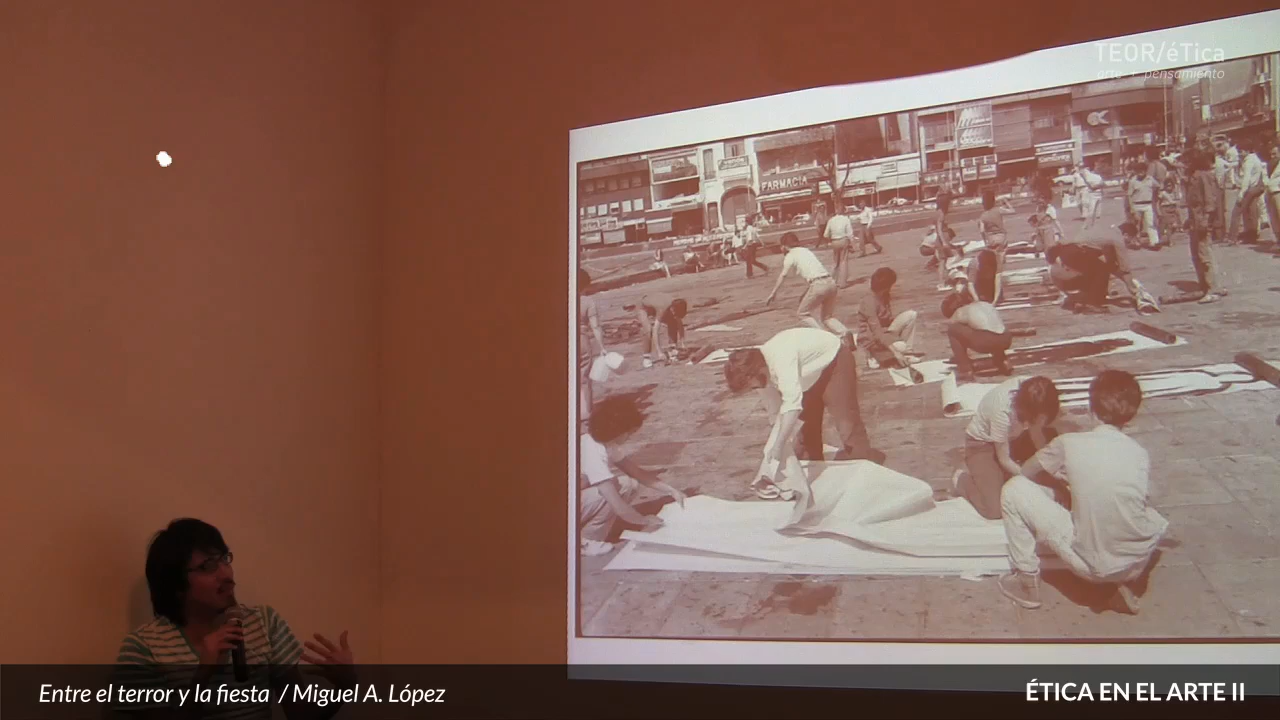 TEOR/éTica
arte + pensamiento
FARMACIA
Entre el terror y la fiesta / Miguel A. López
ÉTICA EN EL ARTE II